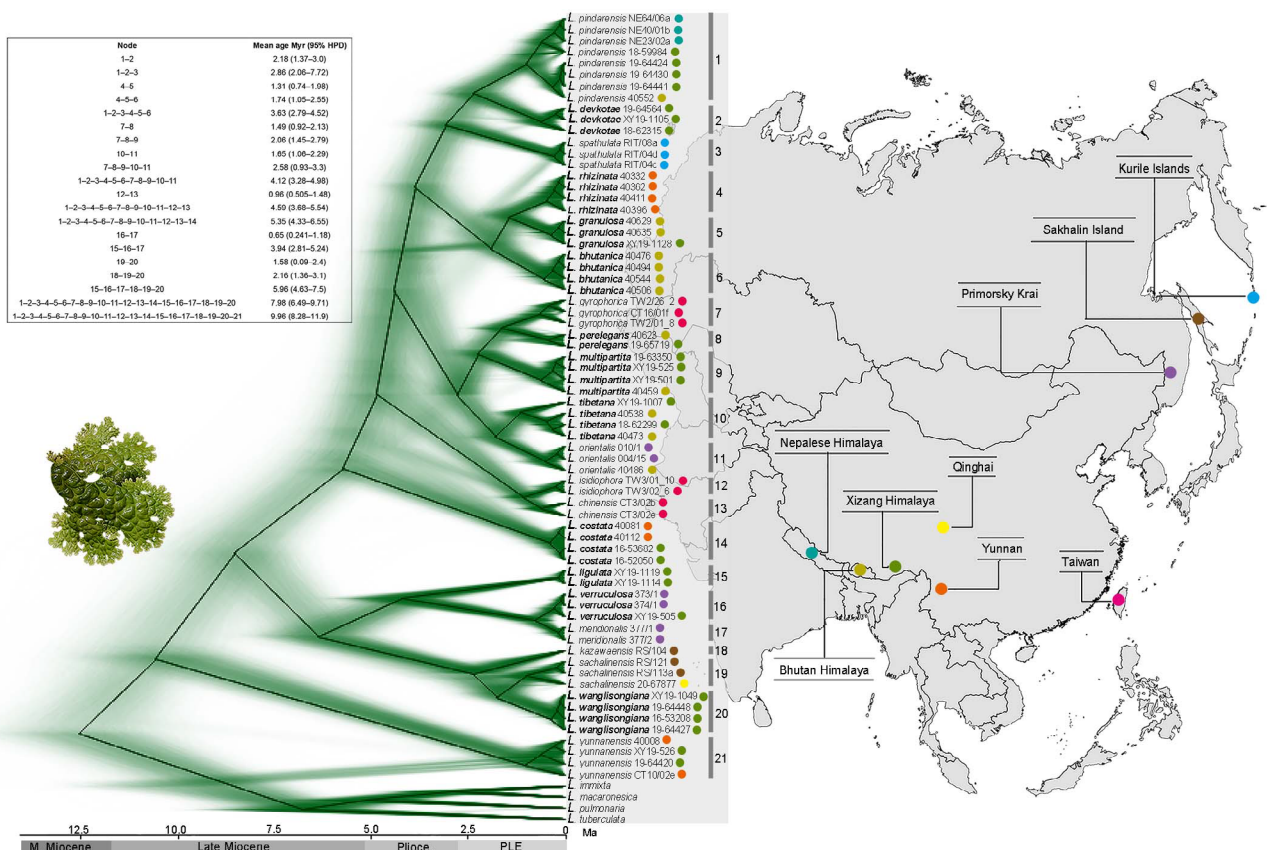 Node Mean age Myr (95% HPD)
1–2 2.18 (1.37–3.0)
1–2–3 2.86 (2.06–7.72)
4–5 1.31 (0.74–1.98)
4–5–6 1.74 (1.05–2.55)
1–2–3–4–5–6 3.63 (2.79–4.52)
7–8 1.49 (0.92–2.13)
7–8–9 2.06 (1.45–2.79)
10–11 1.65 (1.06–2.29)
7–8–9–10–11 2.58 (0.93–3.3)
1–2–3–4–5–6–7–8–9–10–11 4.12 (3.28–4.98)
12–13 0.96 (0.505–1.48)
1–2–3–4–5–6–7–8–9–10–11–12–13 4.59 (3.68–5.54)
1–2–3–4–5–6–7–8–9–10–11–12–13–14 5.35 (4.33–6.55)
16–17 0.65 (0.241–1.18)
15–16–17 3.94 (2.81–5.24)
19–20 1.58 (0.09–2.4)
18–19–20 2.16 (1.36–3.1)
15–16–17–18–19–20 5.96 (4.63–7.5)
1–2–3–4–5–6–7–8–9–10–11–12–13–14–15–16–17–18–19–20 7.98 (6.49–9.71)
1–2–3–4–5–6–7–8–9–10–11–12–13–14–15–16–17–18–19–20–21 9.96 (8.28–11.9)
L. pindarensis NE64/06a
L. pindarensis NE40/01b
L. pindarensis NE23/02a
L. pindarensis 18-59984
L. pindarensis 19-64424
L. pindarensis 19 64430
L. pindarensis 19-64441
L. pindarensis 40552
1
L. devkotae 19-64564
L. devkotae XY19-1105
L. devkotae 18-62315
2
L. spathulata RIT/08a
L. spathulata RIT/04d
L. spathulata RIT/04c
3
L. rhizinata 40332
L. rhizinata 40362
L. rhizinata 40411
L. rhizinata 40396
4
L. granulosa 40629
L. granulosa 40635
L. granulosa XY19-1128
5
L. bhutanica 40476
L. bhutanica 40494
L. bhutanica 40544
L. bhutanica 40506
6
L. gyrophorica TW2/26_2
L. gyrophorica CT16/01f
L. gyrophorica TW2/01_8
7
L. perelegans 40623
L. perelegans 19-65719
8
L. multipartita 19-63350
L. multipartita XY19-525
L. multipartita XY19-501
L. multipartita 40459
9
L. tibetana XY19-1007
L. tibetana 40538
L. tibetana 18-62299
L. tibetana 40473
10
L. orientalis 010/1
L. orientalis 004/15
L. orientalis 40486
11
L. isidiophora TW3/01_10
L. isidiophora TW3/02_6
12
L. chinensis CT3/02b
L. chinensis CT3/02e
13
L. costata 40081
L. costata 40112
L. costata 16-53602
L. costata 16-52050
14
L. ligulata XY19-1119
L. ligulata XY19-1114
15
L. verruculosa 373/1
L. verruculosa 374/1
L. verruculosa XY19-505
16
L. meridionalis 377/1
L. meridionalis 377/2
17
L. kazawaensis RS/104
18
L. sachalinensis RS/121
L. sachalinensis RS/113a
L. sachalinensis 20-67877
19
L. wanglisongiana XY19-1049
L. wanglisongiana 19-64448
L. wanglisongiana 16-53208
L. wanglisongiana 19-64427
20
L. yunnanensis 40008
L. yunnanensis XY19-526
L. yunnanensis 19-64420
L. yunnanensis CT10/02e
21
L. immixta
L. macaronesica
L. pulmonaria
L. tuberculata
12,5 10,0 7.5 5.0 2.5 0 Ma
M. Miocene Late Miocene Plioce PLE
Kurile Islands
Sakhalin Island
Primorsky Krai
Nepalese Himalaya
Qinghai
Xizang Himalaya
Yunnan
Taiwan
Bhutan Himalaya